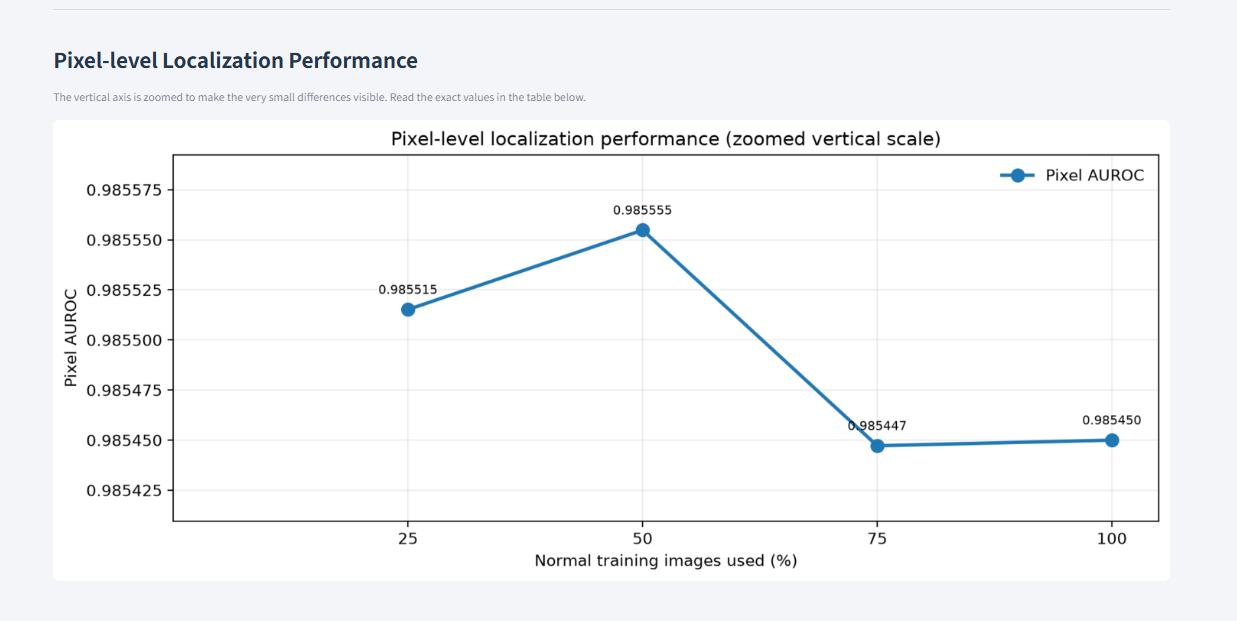 Pixel-level Localization Performance
The vertical axis is zoomed to make the very small differences visible. Read the exact values in the table below.
Pixel-level localization performance (zoomed vertical scale)
Pixel AUROC
0.985575
0.985550
0.985525
0.985500
0.985475
0.985450
0.985425
Pixel AUROC
0.985515
0.985555
0.985447
0.985450
25 50 75 100
Normal training images used (%)